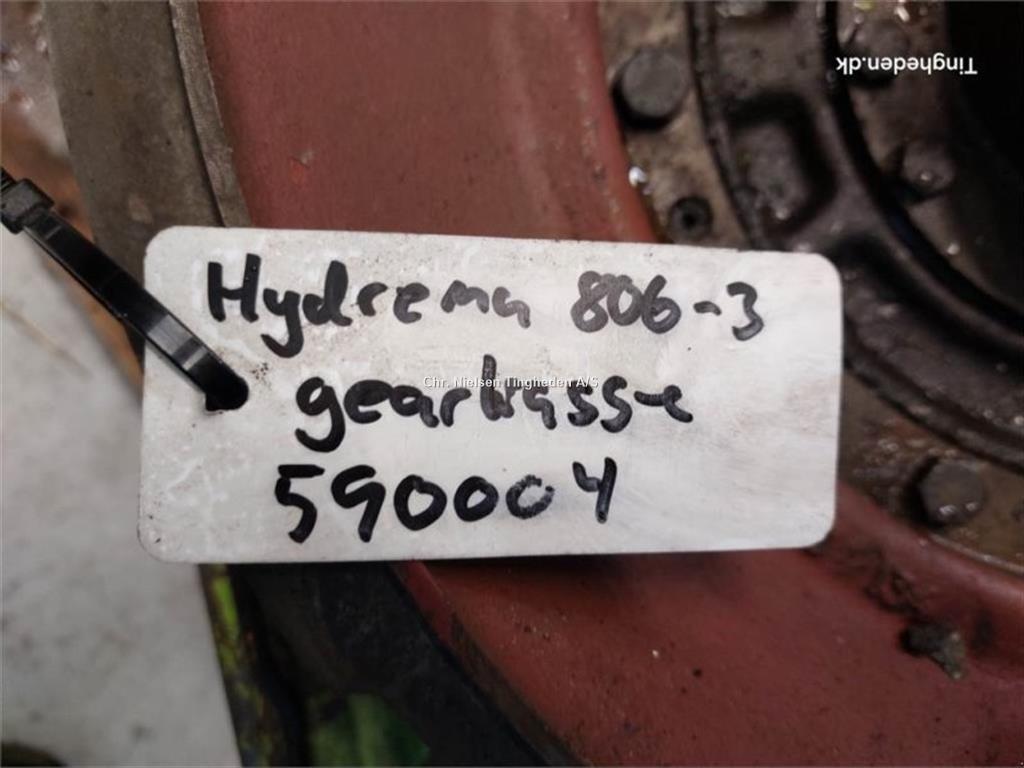 Tingheden.dk
Hydrema 806-3
gearkasse
Chr. Nielsen Tingheden A/S
590004